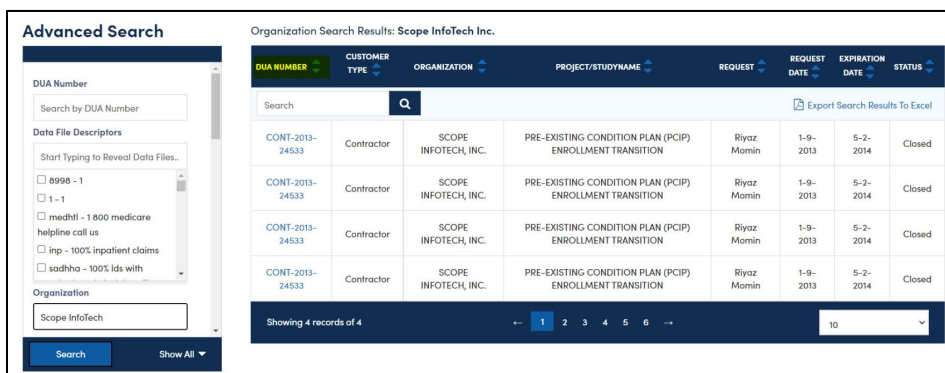 Advanced Search
DUA Number
Search by DUA Number
Data File Descriptors
Start Typing to Reveal Data Files..
8998 - 1
1 - 1
medhtl - 1 800 medicare
helpline call us
inp - 100% inpatient claims
sadhha - 100% lds with
Organization
Scope InfoTech
Search
Show All
Organization Search Results: Scope InfoTech Inc.
DUA NUMBER CUSTOMER TYPE ORGANIZATION PROJECT/STUDYNAME REQUEST REQUEST DATE EXPIRATION DATE STATUS
Search
Export Search Results To Excel
CONT-2013- SCOPE PRE-EXISTING CONDITION PLAN (PCIP) Riyaz 1-9- 5-2-
Contractor Closed
24533 INFOTECH, INC. ENROLLMENT TRANSITION Momin 2013 2014
CONT-2013- SCOPE PRE-EXISTING CONDITION PLAN (PCIP) Riyaz 1-9- 5-2-
Contractor Closed
24533 INFOTECH, INC. ENROLLMENT TRANSITION Momin 2013 2014
CONT-2013- SCOPE PRE-EXISTING CONDITION PLAN (PCIP) Riyaz 1-9- 5-2-
Contractor Closed
24533 INFOTECH, INC. ENROLLMENT TRANSITION Momin 2013 2014
CONT-2013- SCOPE PRE-EXISTING CONDITION PLAN (PCIP) Riyaz 1-9- 5-2-
Contractor Closed
24533 INFOTECH, INC. ENROLLMENT TRANSITION Momin 2013 2014
Showing 4 records of 4
← 1 2 3 4 5 6 →
10